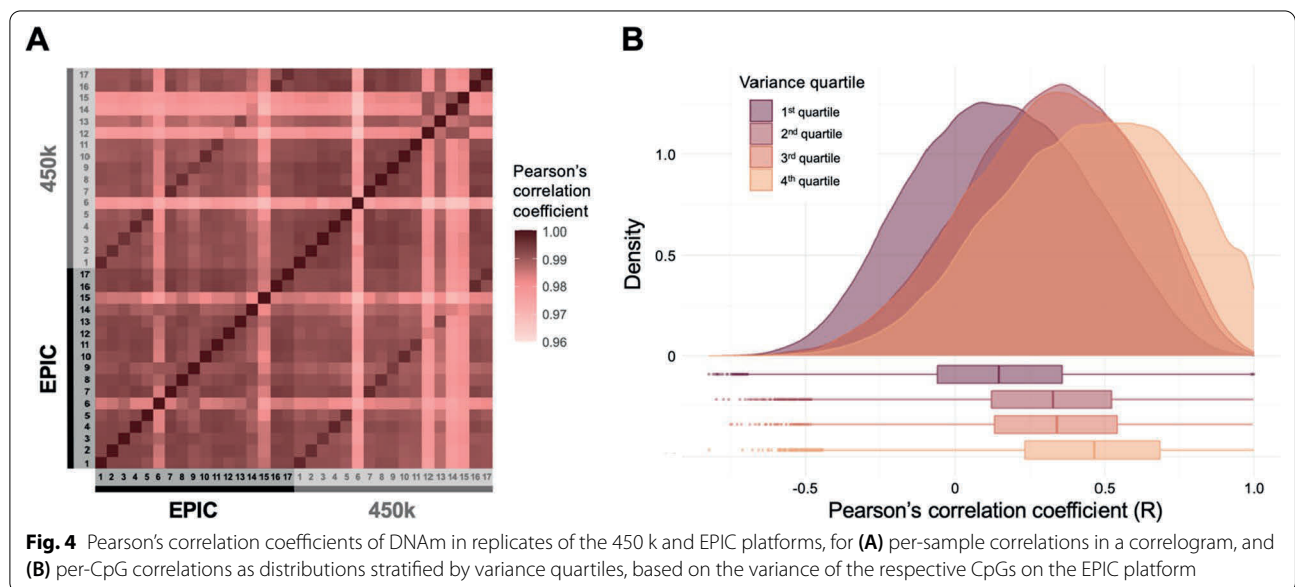 A
17
16
15
14
13
12
11
10
9
8
7
6
5
4
3
2
1
17
16
15
14
13
12
11
10
9
8
7
6
5
4
3
2
1
450k
EPIC
1 2 3 4 5 6 7 8 9 10 11 12 13 14 15 16 17 1 2 3 4 5 6 7 8 9 10 11 12 13 14 15 16 17
EPIC 450k
Pearson's
correlation
coefficient
1.00
0.99
0.98
0.97
0.96
B
Variance quartile
1st quartile
2nd quartile
3rd quartile
4th quartile
Density
1.0
0.5
0
-0.5 0 0.5 1.0
Pearson's correlation coefficient (R)
Fig. 4 Pearson's correlation coefficients of DNAm in replicates of the 450 k and EPIC platforms, for (A) per-sample correlations in a correlogram, and
(B) per-CpG correlations as distributions stratified by variance quartiles, based on the variance of the respective CpGs on the EPIC platform